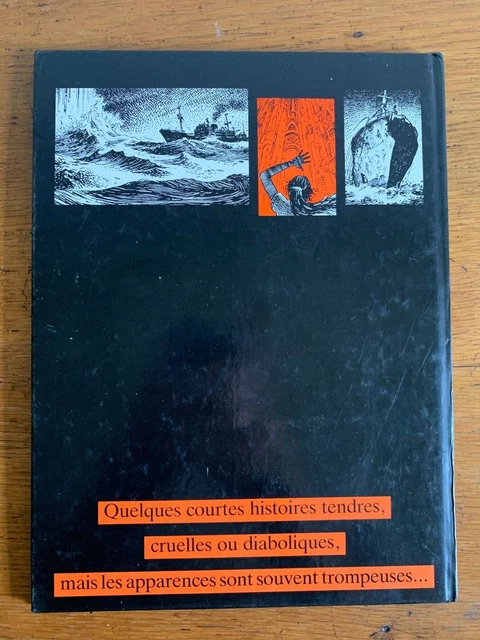 Quelques courtes histoires tendres,
cruelles ou diaboliques,
mais les apparences sont souvent trompeuses...